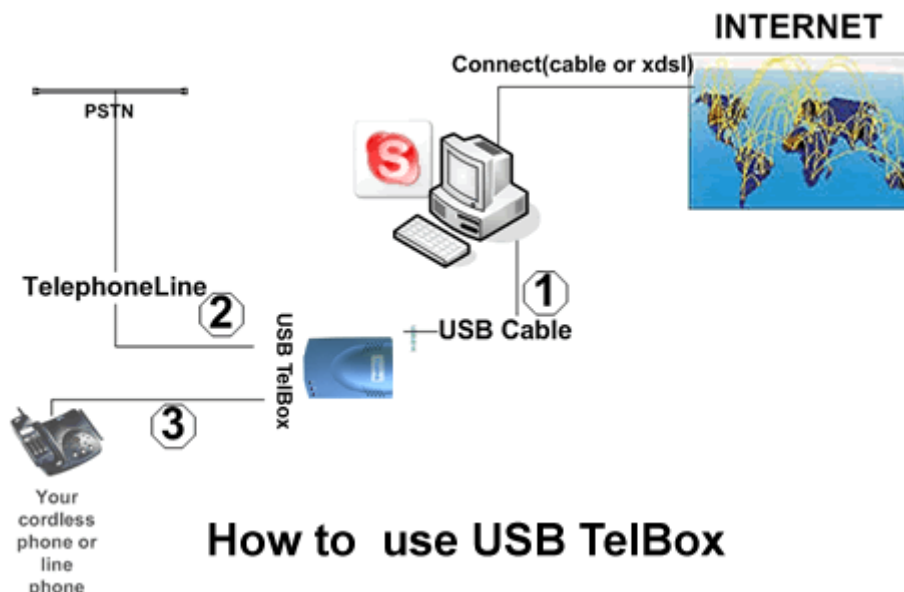 INTERNET
Connect(cable or xdsl)
PSTN
S
TelephoneLine
2
1
USB Cable
USB TelBox
3
Your
cordless
phone or
line
phone
How to use USB TelBox